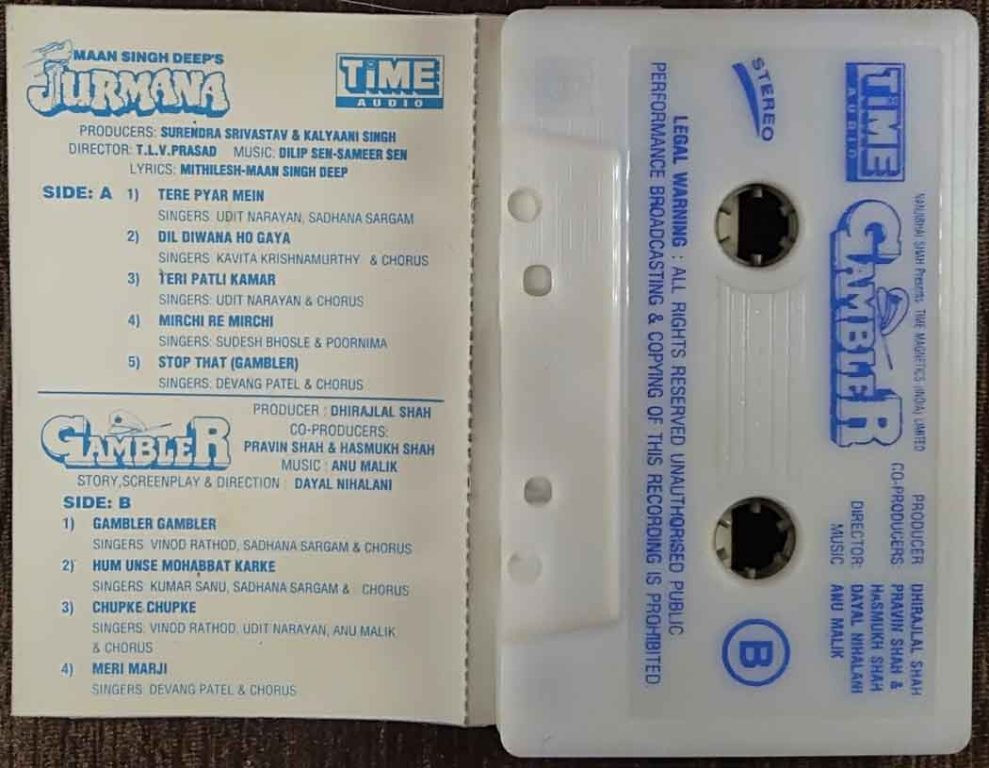 MAAN SINGH DEEP'S
JURMANA
TIME
AUDIO
PRODUCERS: SURENDRA SRIVASTAV & KALYAANI SINGH
DIRECTOR: T.L.V.PRASAD MUSIC: DILIP SEN-SAMEER SEN
LYRICS: MITHILESH-MAAN SINGH DEEP
SIDE: A 1) TERE PYAR MEIN
SINGERS: UDIT NARAYAN, SADHANA SARGAM
2) DIL DIWANA HO GAYA
SINGERS: KAVITA KRISHNAMURTHY & CHORUS
3) TERI PATLI KAMAR
SINGERS: UDIT NARAYAN & CHORUS
4) MIRCHI RE MIRCHI
SINGERS: SUDESH BHOSLE & POORNIMA
5) STOP THAT (GAMBLER)
SINGERS: DEVANG PATEL & CHORUS
GAMBLER
PRODUCER : DHIRAJLAL SHAH
CO-PRODUCERS:
PRAVIN SHAH & HASMUKH SHAH
MUSIC : ANU MALIK
STORY,SCREENPLAY & DIRECTION : DAYAL NIHALANI
SIDE: B
1) GAMBLER GAMBLER
SINGERS: VINOD RATHOD, SADHANA SARGAM & CHORUS
2) HUM UNSE MOHABBAT KARKE
SINGERS: KUMAR SANU, SADHANA SARGAM & CHORUS
3) CHUPKE CHUPKE
SINGERS: VINOD RATHOD, UDIT NARAYAN, ANU MALIK
& CHORUS
4) MERI MARJI
SINGERS: DEVANG PATEL & CHORUS
TIME
AUDIO
NANJIBHAI SHAH Presents TIME MAGNETICS (INDIA) LIMITED
GAMBLER
PRODUCER DHIRAJLAL SHAH
CO-PRODUCERS PRAVIN SHAH &
HASMUKH SHAH
DIRECTOR: DAYAL NIHALANI
MUSIC ANU MALIK
STEREO
B
LEGAL WARNING : ALL RIGHTS RESERVED UNAUTHORISED PUBLIC
PERFORMANCE BROADCASTING & COPYING OF THIS RECORDING IS PROHIBITED.